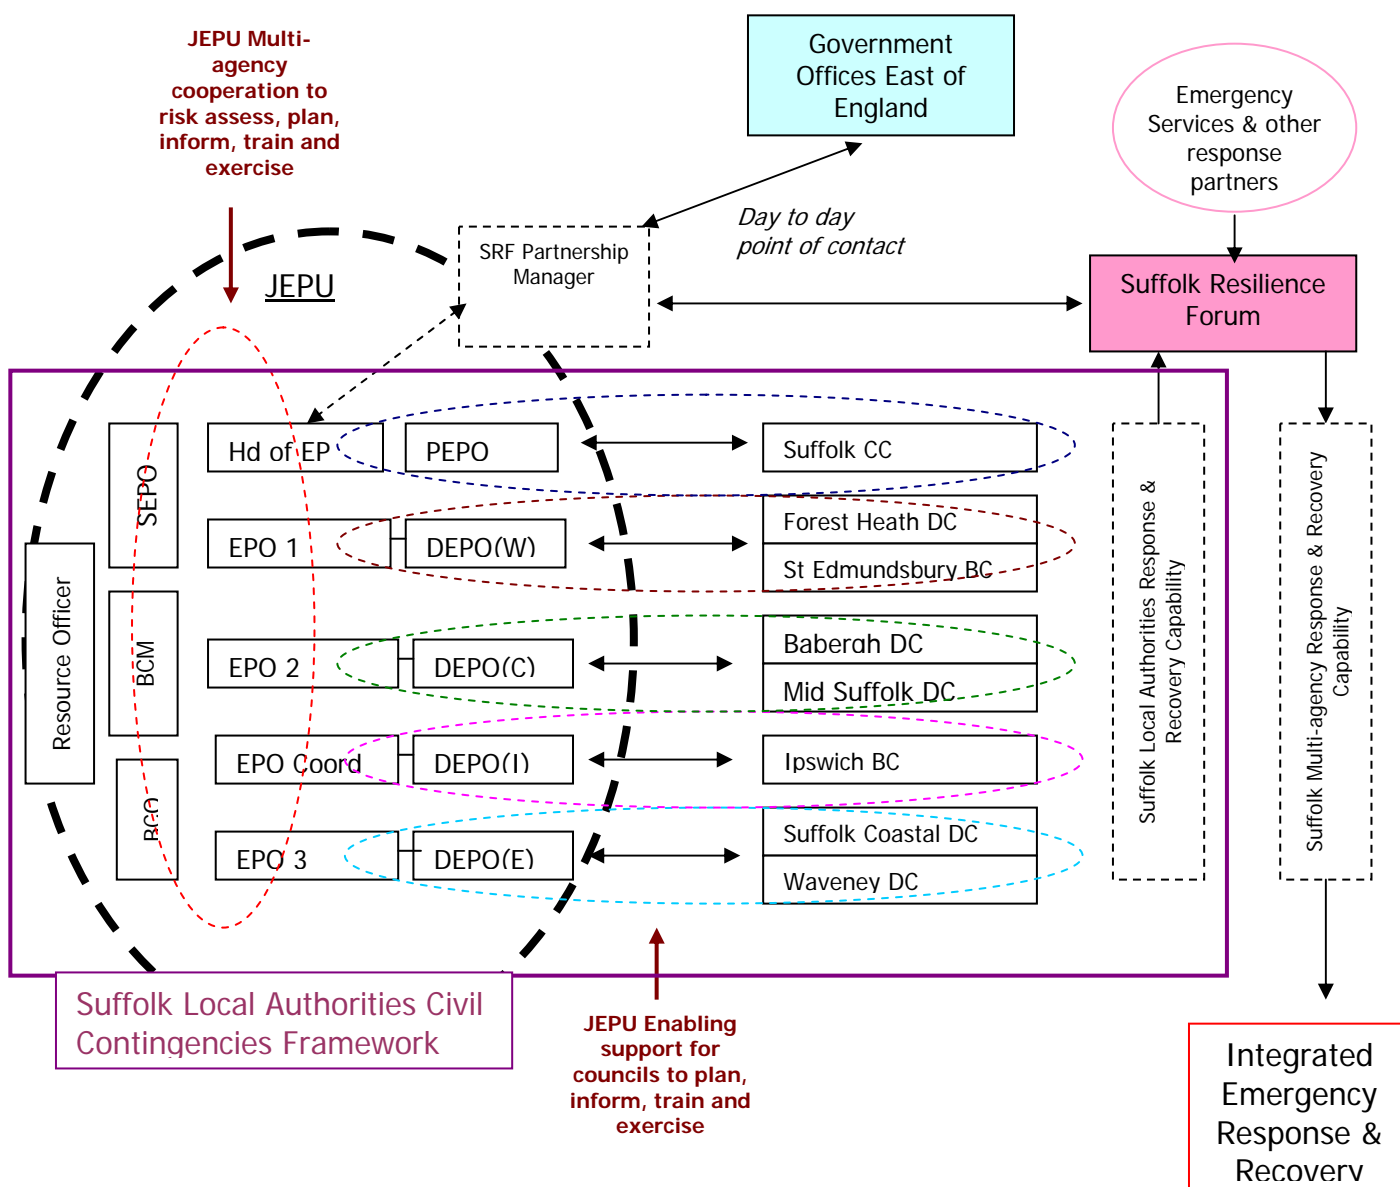 JEPU Multi-
agency
cooperation to
risk assess, plan,
inform, train and
exercise
Government
Offices East of
England
Emergency
Services & other
response
partners
Day to day
point of contact
SRF Partnership
Manager
JEPU
Suffolk Resilience
Forum
SEPO
BCM
BCO
Resource Officer
Hd of EP
PEPO
Suffolk CC
EPO 1
DEPO(W)
Forest Heath DC
St Edmundsbury BC
EPO 2
DEPO(C)
Babergh DC
Mid Suffolk DC
EPO Coord
DEPO(I)
Ipswich BC
EPO 3
DEPO(E)
Suffolk Coastal DC
Waveney DC
Suffolk Local Authorities Response &
Recovery Capability
Suffolk Multi-agency Response & Recovery
Capability
Suffolk Local Authorities Civil
Contingencies Framework
JEPU Enabling
support for
councils to plan,
inform, train and
exercise
Integrated
Emergency
Response &
Recovery